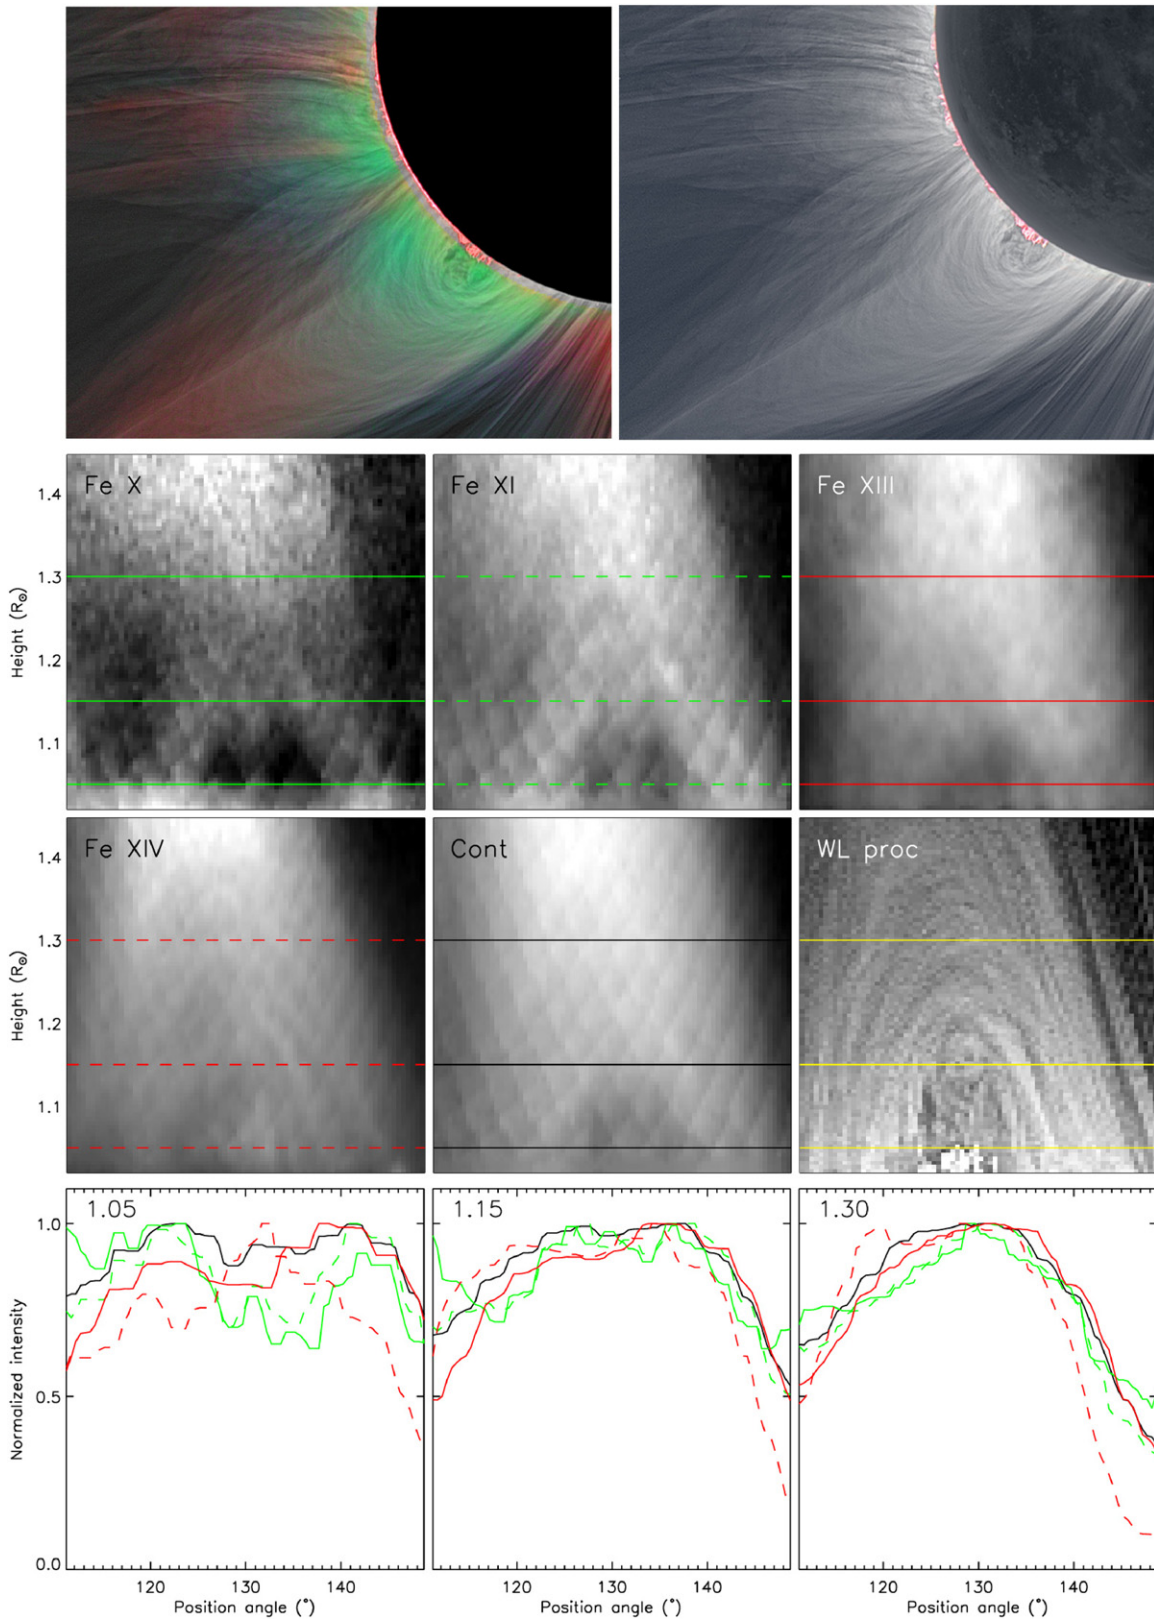 Fe X
Fe XI
Fe XIII
1.4
1.3
1.2
1.1
Height (R⊙)
Fe XIV
Cont
WL proc
1.4
1.3
1.2
1.1
Height (R⊙)
1.05
1.15
1.30
1.0
0.5
0.0
Normalized intensity
120 130 140
120 130 140
120 130 140
Position angle (°)
Position angle (°)
Position angle (°)